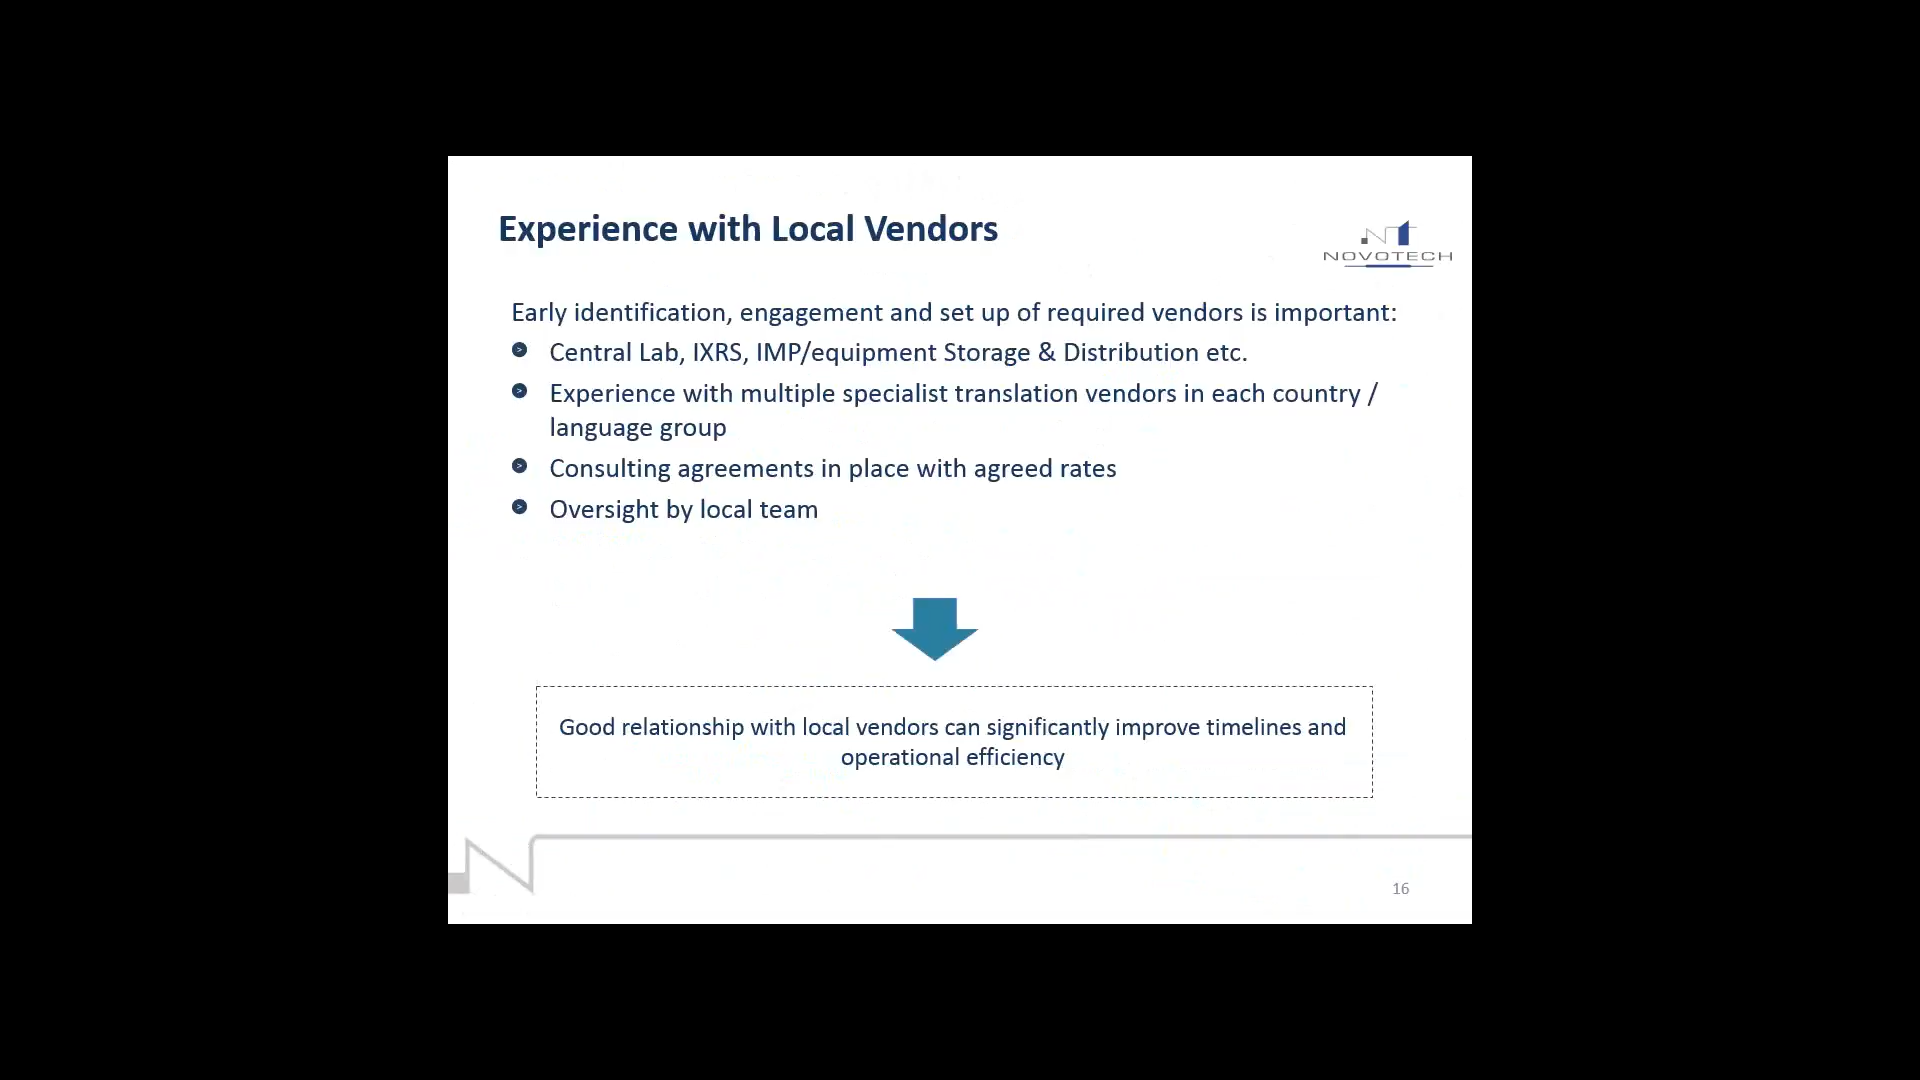 Experience with Local Vendors
NOVOTECH
Early identification, engagement and set up of required vendors is important:
Central Lab, IXRS, IMP/equipment Storage & Distribution etc.
Experience with multiple specialist translation vendors in each country /
language group
Consulting agreements in place with agreed rates
Oversight by local team
Good relationship with local vendors can significantly improve timelines and
operational efficiency
16